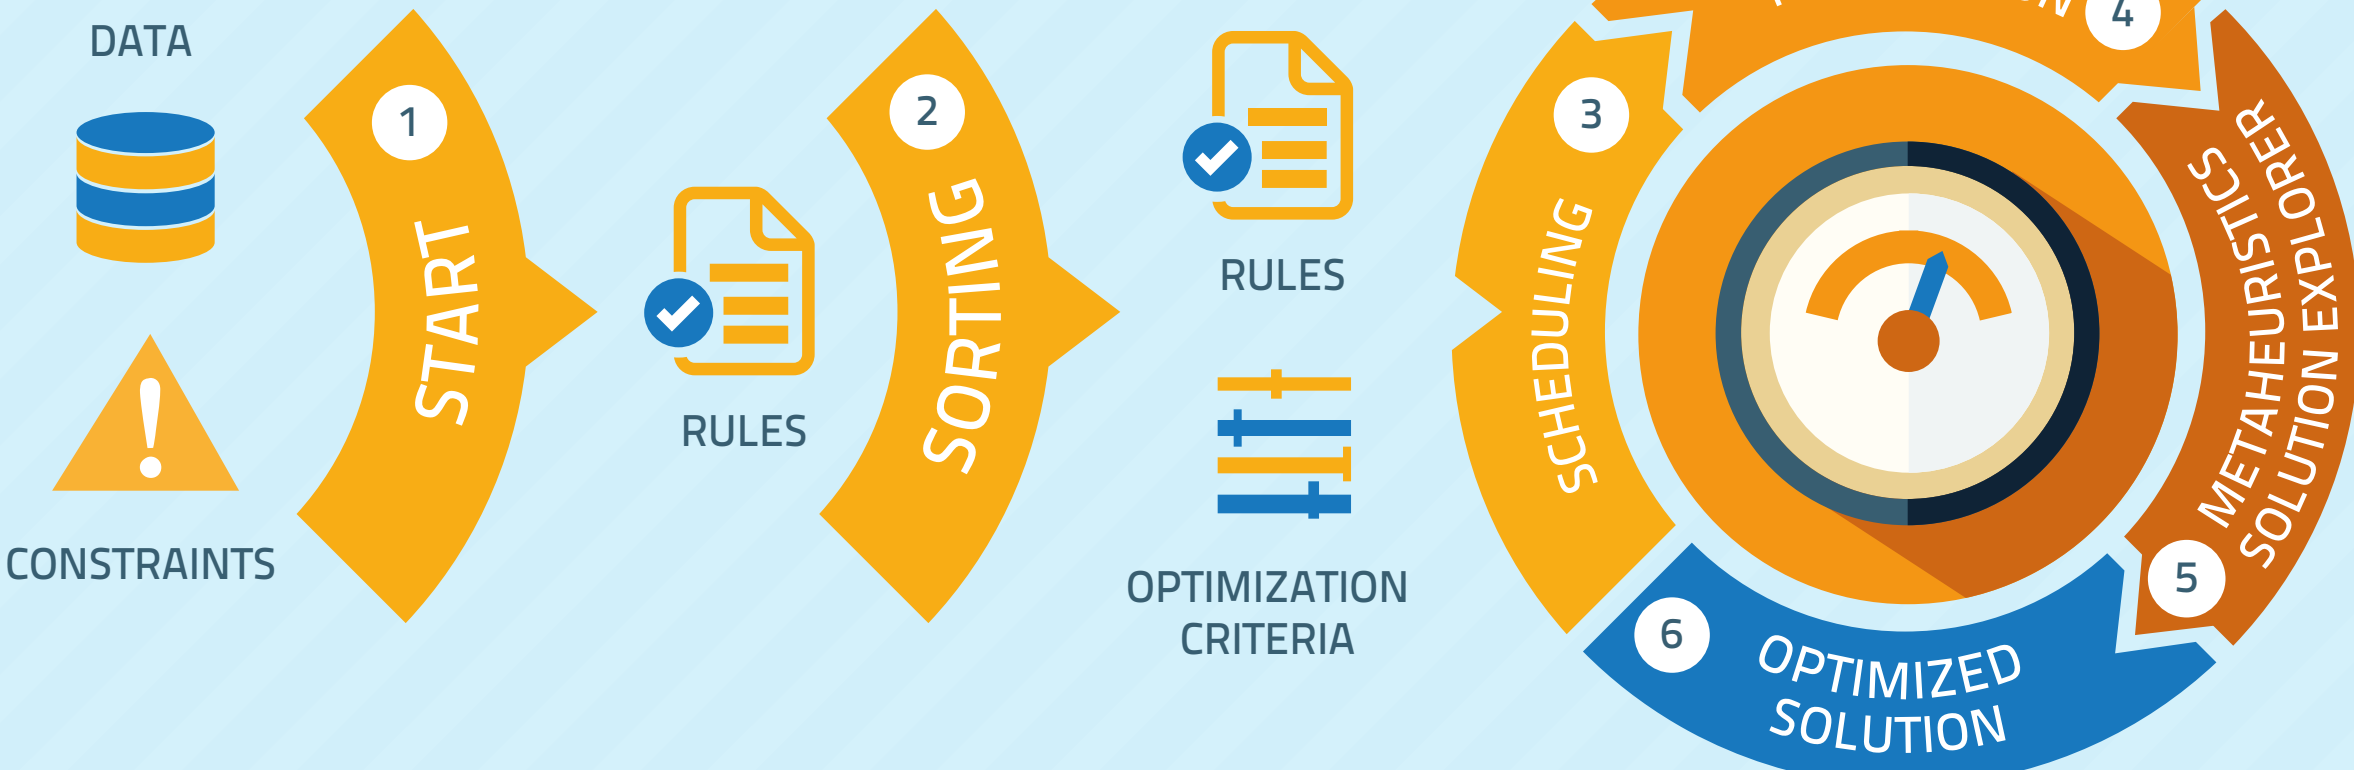 DATA
CONSTRAINTS
1
START
RULES
2
SORTING
RULES
OPTIMIZATION
CRITERIA
3
SCHEDULING
4
METAHEURISTICS
SOLUTION EXPLORER
5
6
OPTIMIZED
SOLUTION